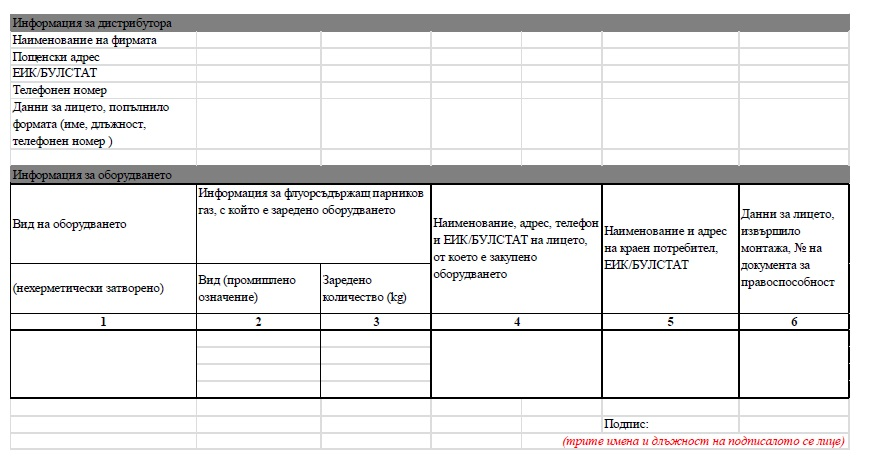 Информация за дистрибутора
Наименование на фирмата
Пощенски адрес
ЕИК/БУЛСТАТ
Телефонен номер
Данни за лицето, попълнило
формата (име, длъжност,
телефонен номер )
Информация за оборудването
Вид на оборудването
(нехерметически затворено)
Информация за флуорсъдържащ парников
газ, с който е заредено оборудването
Вид (промишлено
означение)
Заредено
количество (kg)
Наименование, адрес, телефон
и ЕИК/БУЛСТАТ на лицето,
от което е закупено
оборудването
Наименование и адрес
на краен потребител,
ЕИК/БУЛСТАТ
Данни за лицето,
извършило
монтажа, № на
документа за
правоспособност
1 2 3 4 5 6
Подпис:
(трите имена и длъжност на подписалото се лице)